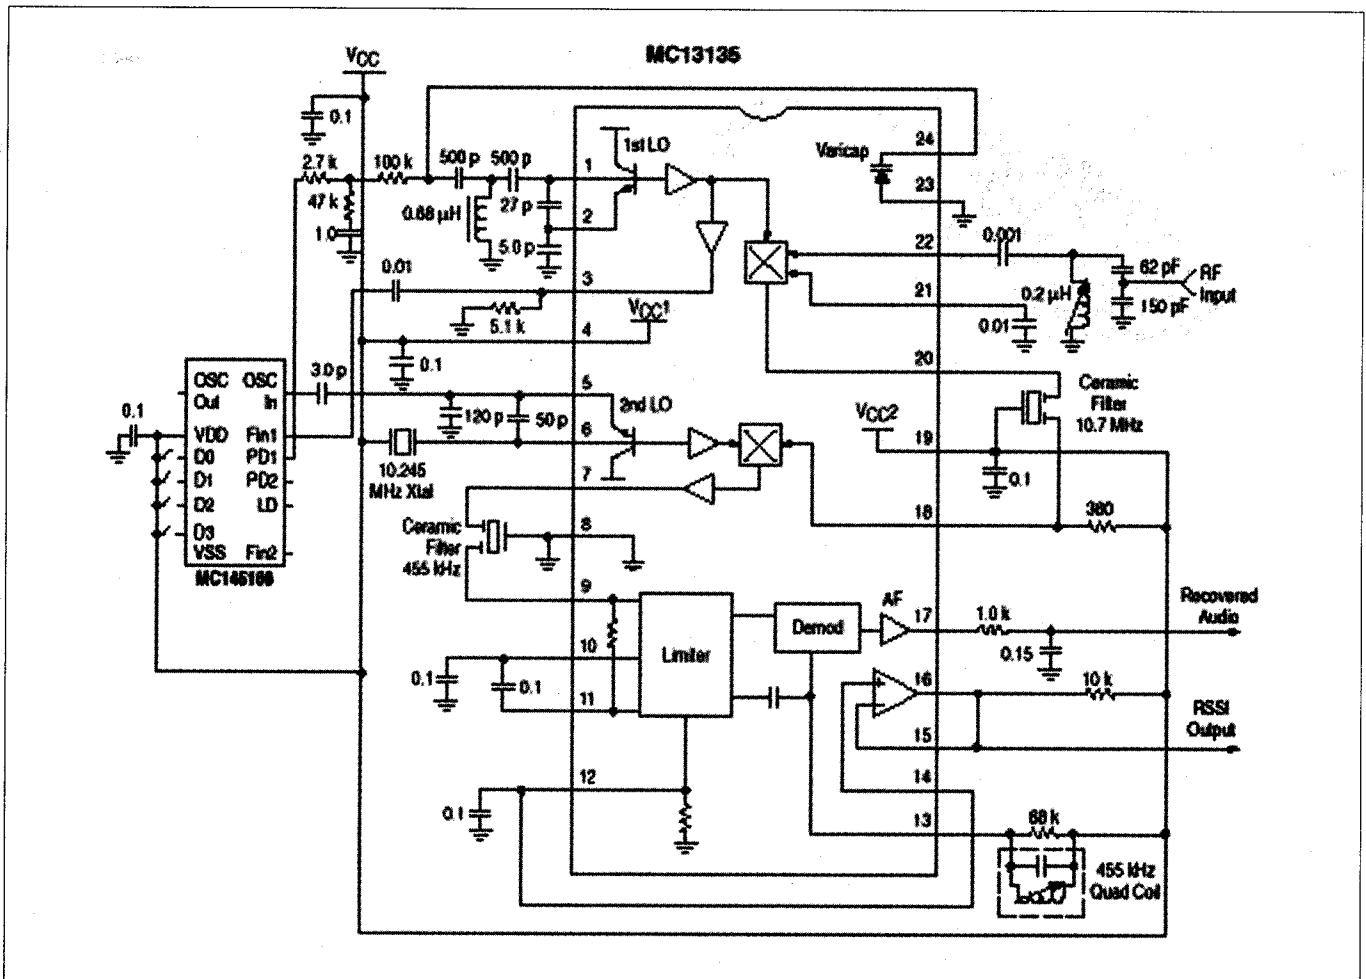 MC13135
VCC
0.1
2.7 k
100 k
500 p
500 p
1
1st LO
Varicap
24
47 k
1.0
0.68 µH
27 p
2
5.0 p
23
22
0.001
62 pF
RF
Input
150 pF
0.2 µH
21
0.01
0.01
3
5.1 k
VCC1
4
0.1
20
3.0 p
5
120 p
50 p
2nd LO
6
10.245
MHz Xtal
7
VCC2
19
0.1
Ceramic
Filter
10.7 MHz
OSC
Out
OSC
In
0.1
VDD
Fin1
D0
PD1
D1
PD2
D2
LD
D3
VSS
Fin2
Ceramic
Filter
455 kHz
8
18
360
9
Limiter
Demod
AF
17
1.0 k
0.15
Recovered
Audio
10
0.1
0.1
11
16
10 k
15
RSSI
Output
12
0.1
14
13
68 k
455 kHz
Quad Coil